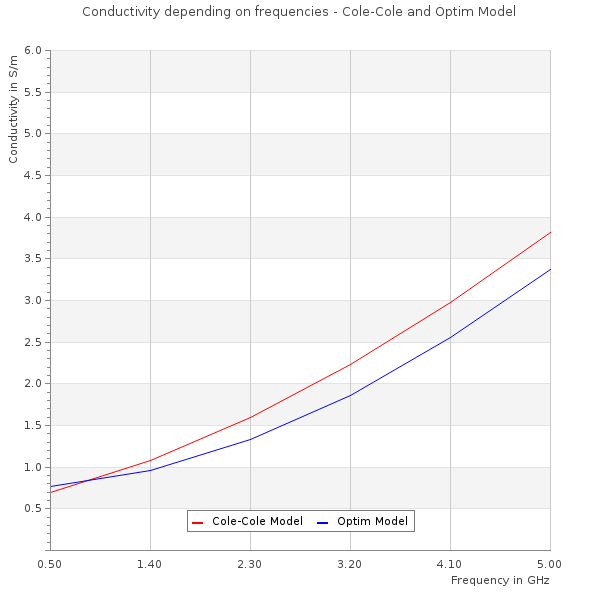 Conductivity depending on frequencies - Cole-Cole and Optim Model
Conductivity in S/m
6.0
5.5
5.0
4.5
4.0
3.5
3.0
2.5
2.0
1.5
1.0
0.5
Cole-Cole Model Optim Model
0.50 1.40 2.30 3.20 4.10 5.00
Frequency in GHz